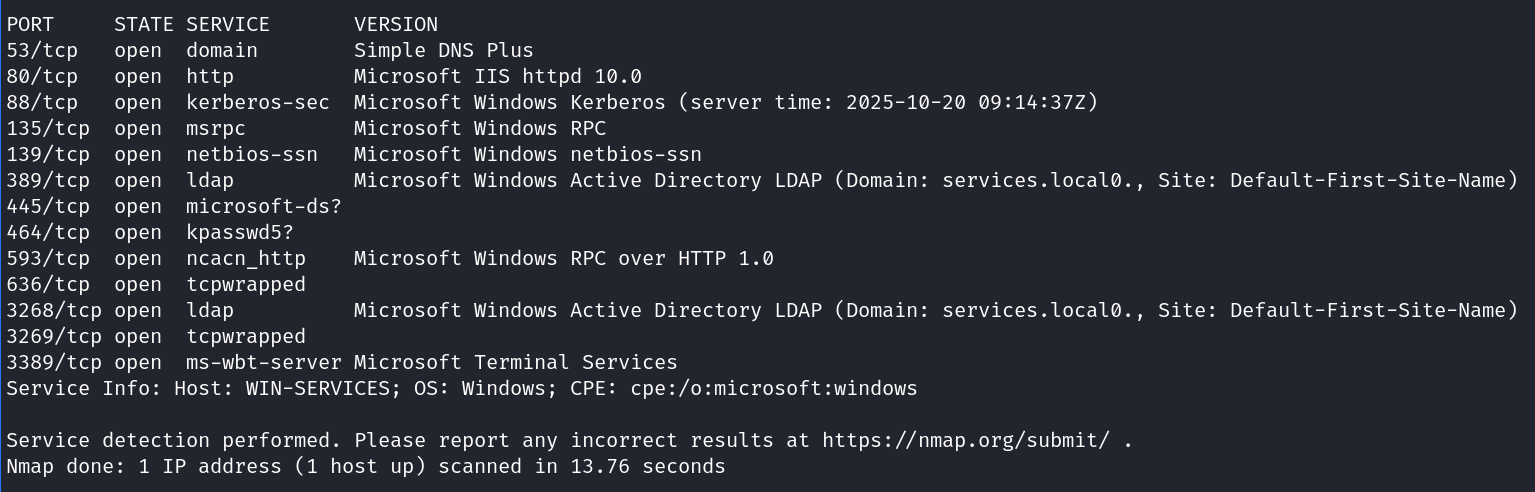 PORT     STATE SERVICE       VERSION
53/tcp   open  domain        Simple DNS Plus
80/tcp   open  http          Microsoft IIS httpd 10.0
88/tcp   open  kerberos-sec  Microsoft Windows Kerberos (server time: 2025-10-20 09:14:37Z)
135/tcp  open  msrpc         Microsoft Windows RPC
139/tcp  open  netbios-ssn   Microsoft Windows netbios-ssn
389/tcp  open  ldap          Microsoft Windows Active Directory LDAP (Domain: services.local0., Site: Default-First-Site-Name)
445/tcp  open  microsoft-ds?
464/tcp  open  kpasswd5?
593/tcp  open  ncacn_http    Microsoft Windows RPC over HTTP 1.0
636/tcp  open  tcpwrapped
3268/tcp open  ldap          Microsoft Windows Active Directory LDAP (Domain: services.local0., Site: Default-First-Site-Name)
3269/tcp open  tcpwrapped
3389/tcp open  ms-wbt-server Microsoft Terminal Services
Service Info: Host: WIN-SERVICES; OS: Windows; CPE: cpe:/o:microsoft:windows

Service detection performed. Please report any incorrect results at https://nmap.org/submit/ .
Nmap done: 1 IP address (1 host up) scanned in 13.76 seconds